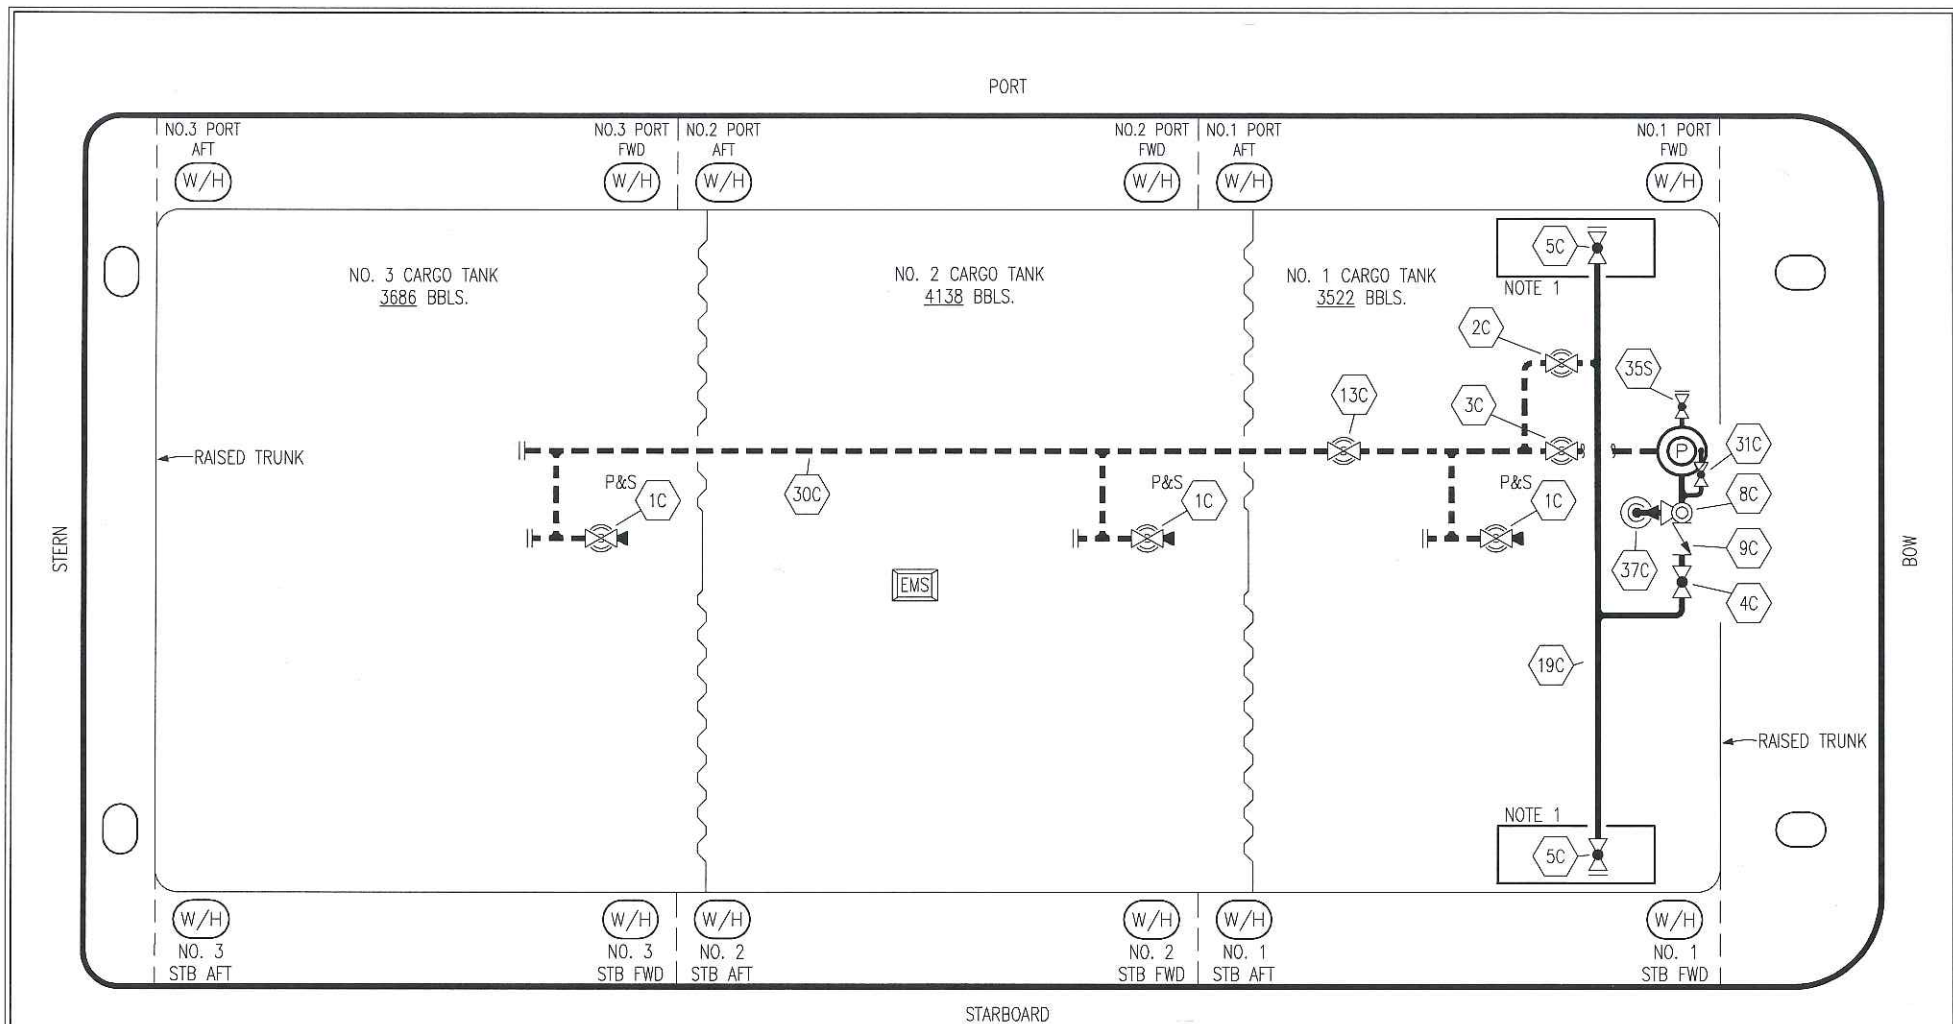 PORT
NO.3 PORT
AFT
W/H
NO.3 PORT
FWD
W/H
NO.2 PORT
AFT
W/H
NO.2 PORT
FWD
W/H
NO.1 PORT
AFT
W/H
NO.1 PORT
FWD
W/H
NO. 3 CARGO TANK
3686 BBLS.
NO. 2 CARGO TANK
4138 BBLS.
NO. 1 CARGO TANK
3522 BBLS.
5C
NOTE 1
2C
35S
13C
3C
P
31C
RAISED TRUNK
30C
P&S
1C
P&S
1C
P&S
1C
8C
9C
37C
4C
STERN
BOW
EMS
19C
RAISED TRUNK
NOTE 1
5C
W/H
NO. 3
STB AFT
W/H
NO. 3
STB FWD
W/H
NO. 2
STB AFT
W/H
NO. 2
STB FWD
W/H
NO. 1
STB AFT
W/H
NO. 1
STB FWD
STARBOARD